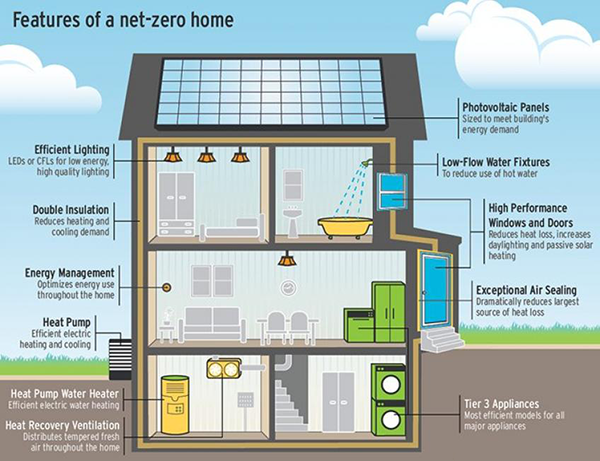 Features of a net-zero home
Efficient Lighting
LEDs or CFLs for low energy,
high quality lighting
Double Insulation
Reduces heating and
cooling demand
Energy Management
Optimizes energy use
throughout the home
Heat Pump
Efficient electric
heating and cooling
Heat Pump Water Heater
Efficient electric water heating
Heat Recovery Ventilation
Distributes tempered fresh
air throughout the home
Photovoltaic Panels
Sized to meet building's
energy demand
Low-Flow Water Fixtures
To reduce use of hot water
High Performance
Windows and Doors
Reduces heat loss, increases
daylighting and passive solar
heating
Exceptional Air Sealing
Dramatically reduces largest
source of heat loss
Tier 3 Appliances
Most efficient models for all
major appliances